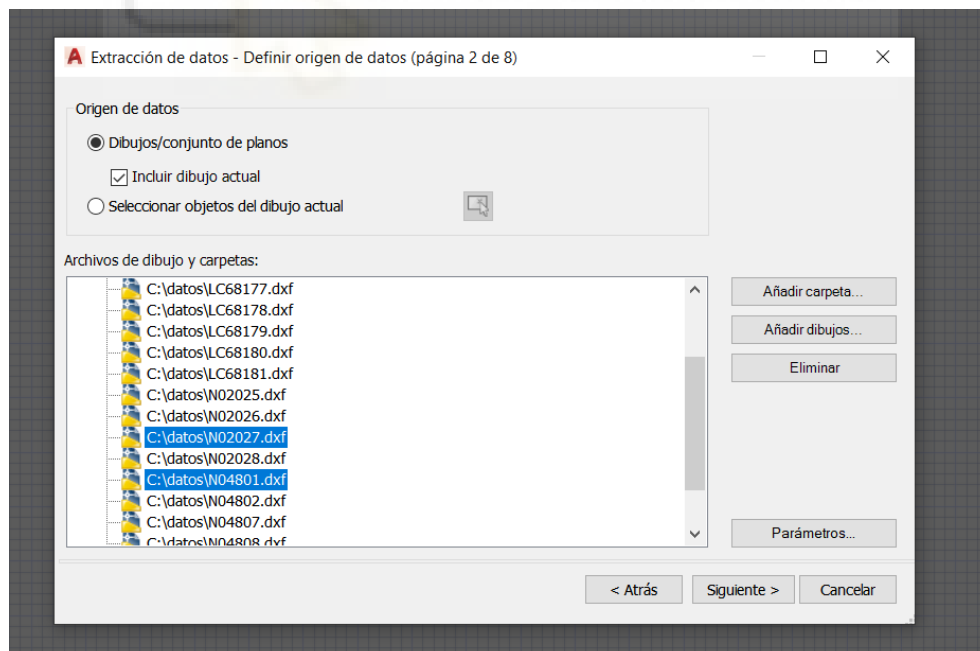 Extracción de datos - Definir origen de datos (página 2 de 8)
Origen de datos
Dibujos/conjunto de planos
Incluir dibujo actual
Seleccionar objetos del dibujo actual
Archivos de dibujo y carpetas:
C:\datos\LC68177.dxf
C:\datos\LC68178.dxf
C:\datos\LC68179.dxf
C:\datos\LC68180.dxf
C:\datos\LC68181.dxf
C:\datos\N02025.dxf
C:\datos\N02026.dxf
C:\datos\N02027.dxf
C:\datos\N02028.dxf
C:\datos\N04801.dxf
C:\datos\N04802.dxf
C:\datos\N04807.dxf
C:\datos\N04808.dxf
Añadir carpeta...
Añadir dibujos...
Eliminar
Parámetros...
< Atrás Siguiente > Cancelar